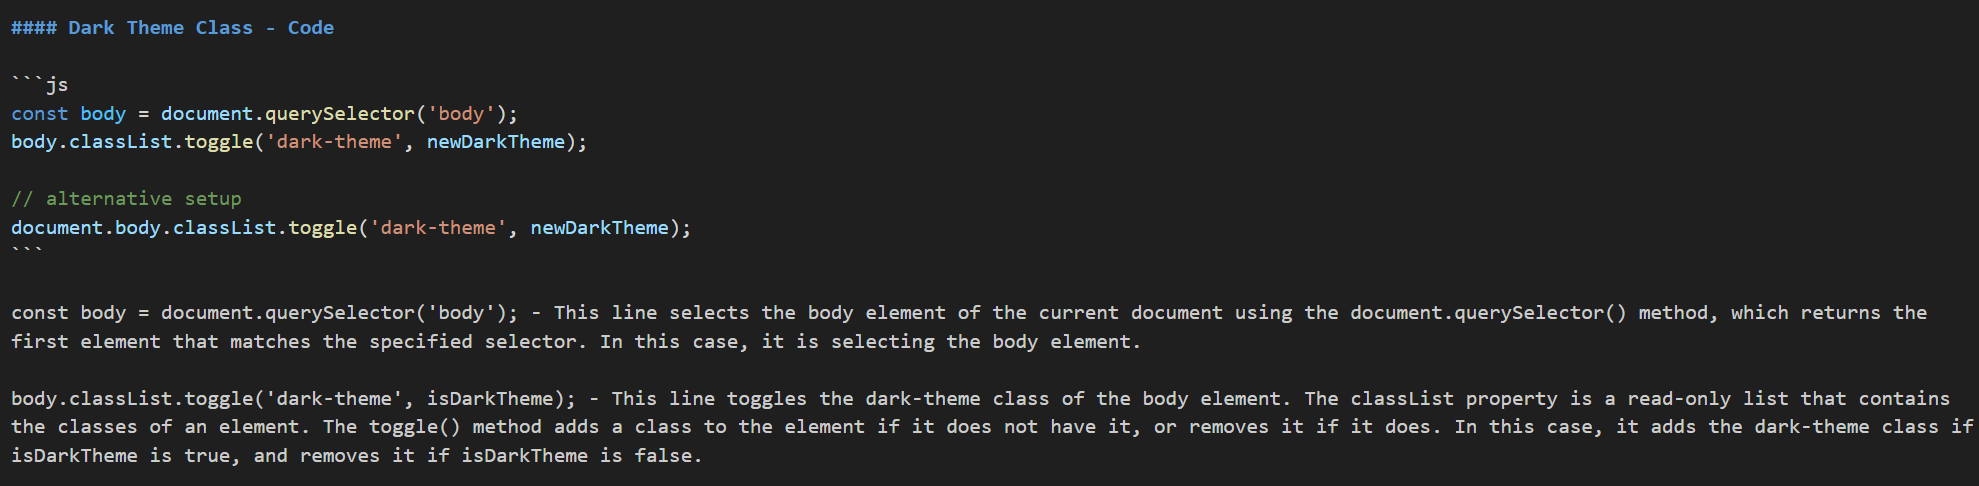 #### Dark Theme Class - Code
```js
const body = document.querySelector('body');
body.classList.toggle('dark-theme', newDarkTheme);
// alternative setup
document.body.classList.toggle('dark-theme', newDarkTheme);
```
const body = document.querySelector('body'); - This line selects the body element of the current document using the document.querySelector() method, which returns the
first element that matches the specified selector. In this case, it is selecting the body element.
body.classList.toggle('dark-theme', isDarkTheme); - This line toggles the dark-theme class of the body element. The classList property is a read-only list that contains
the classes of an element. The toggle() method adds a class to the element if it does not have it, or removes it if it does. In this case, it adds the dark-theme class if
isDarkTheme is true, and removes it if isDarkTheme is false.